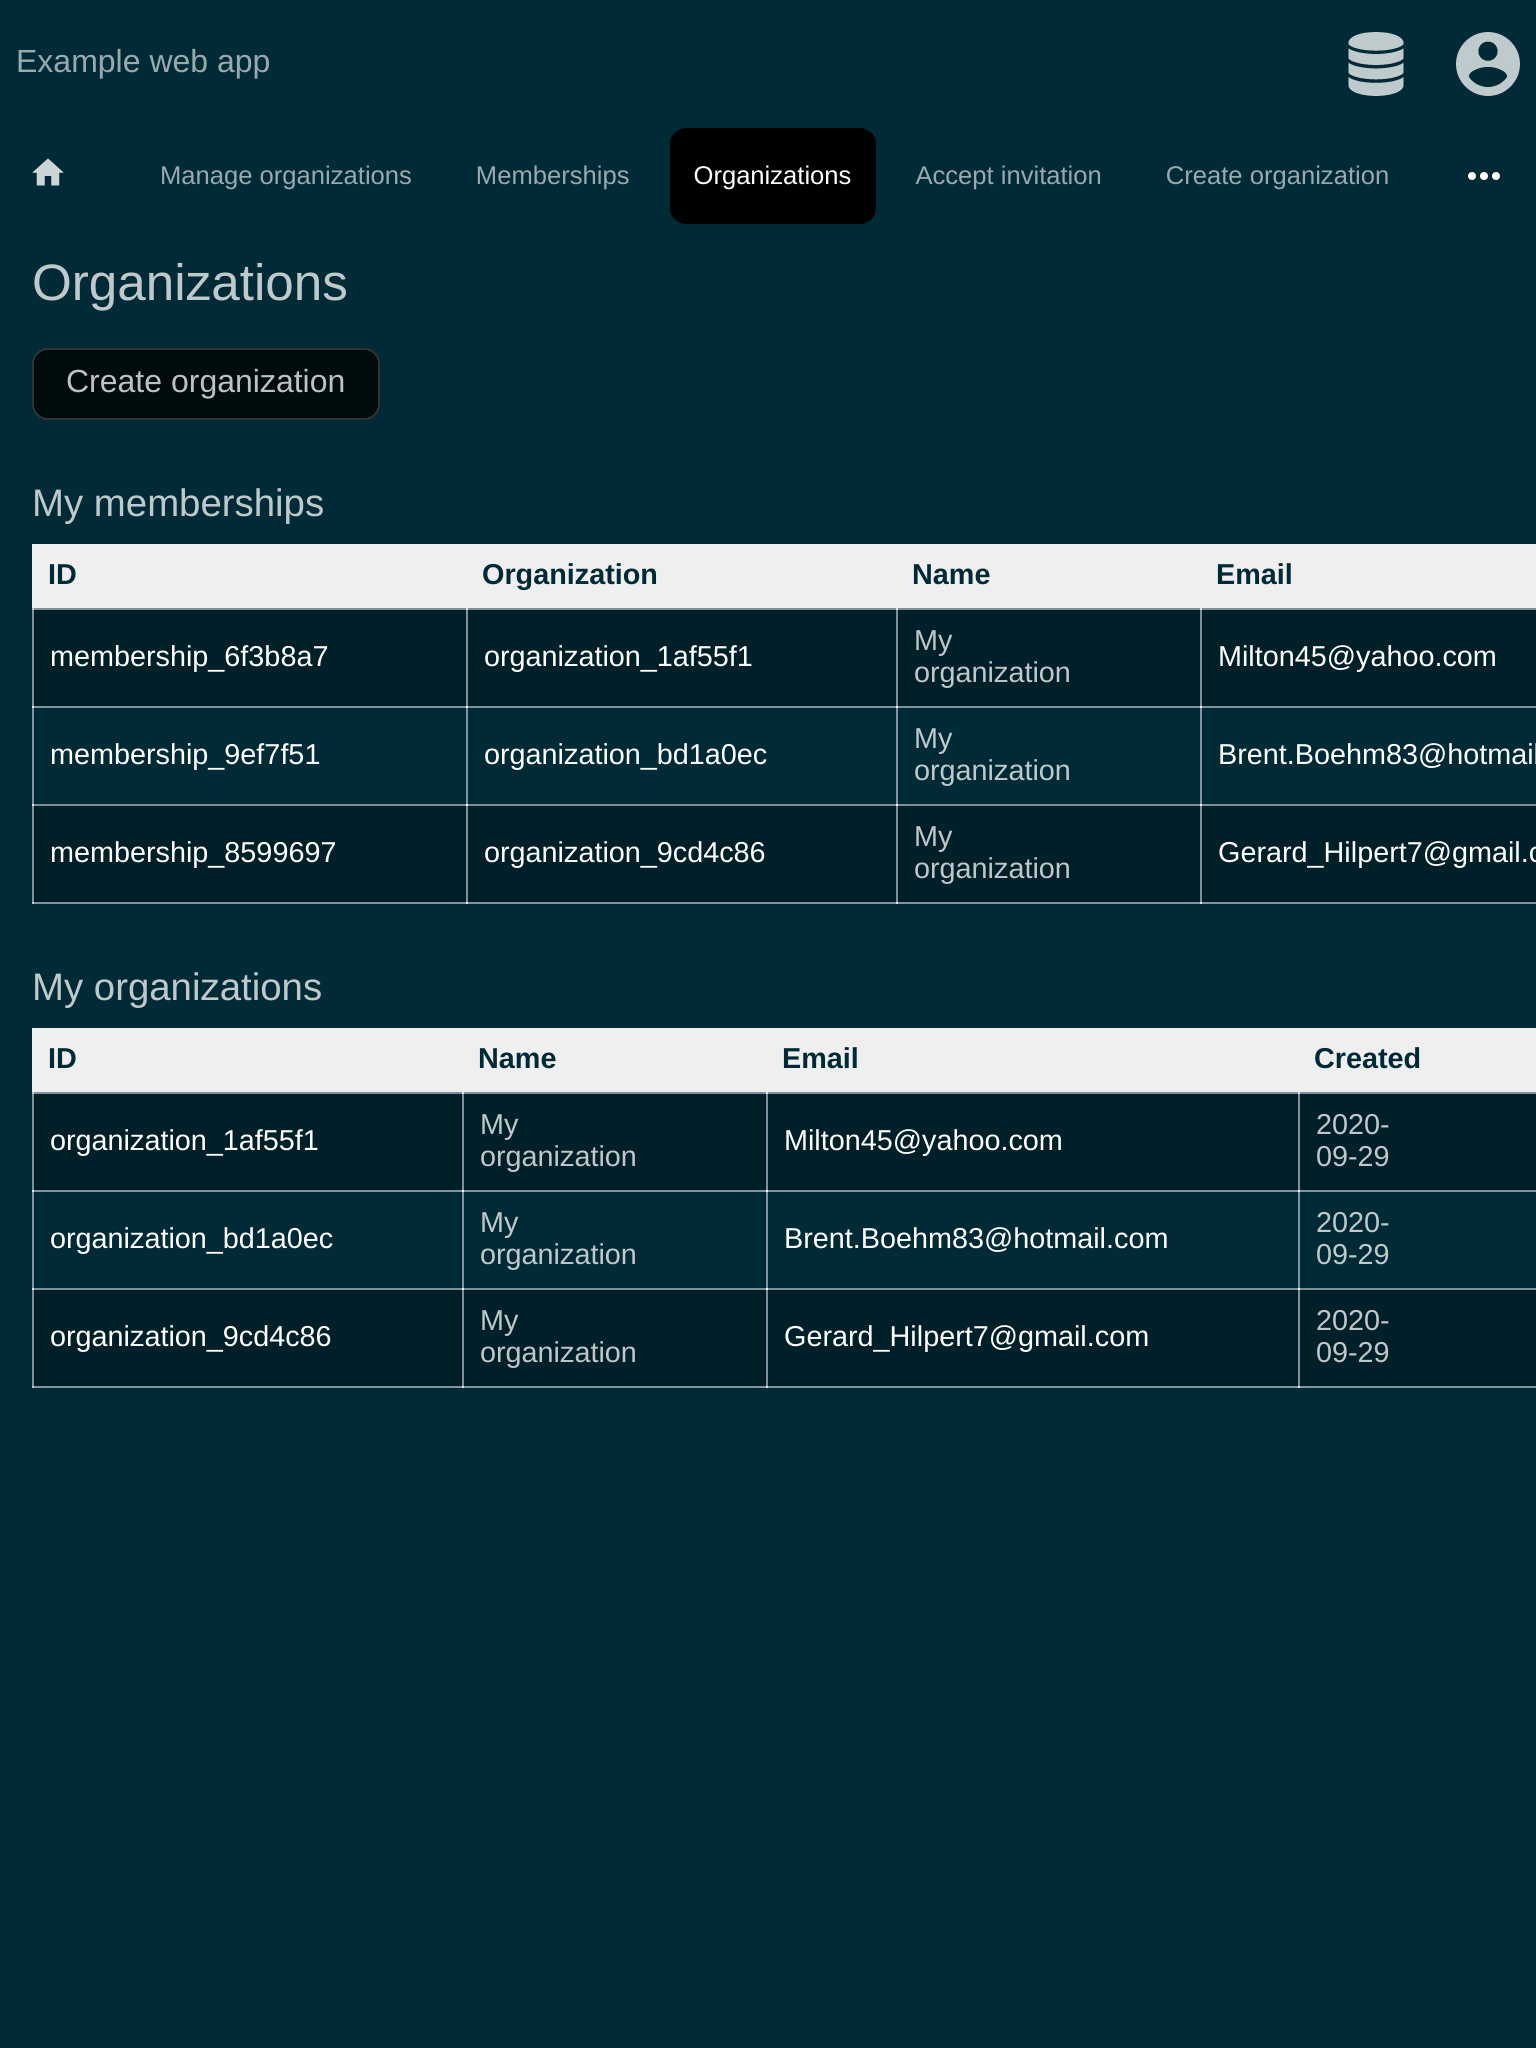 Example web app
Manage organizations Memberships Organizations Accept invitation Create organization
Organizations
Create organization
My memberships
ID Organization Name Email
membership_6f3b8a7 organization_1af55f1 My organization Milton45@yahoo.com
membership_9ef7f51 organization_bd1a0ec My organization Brent.Boehm83@hotmail
membership_8599697 organization_9cd4c86 My organization Gerard_Hilpert7@gmail.c
My organizations
ID Name Email Created
organization_1af55f1 My organization Milton45@yahoo.com 2020-09-29
organization_bd1a0ec My organization Brent.Boehm83@hotmail.com 2020-09-29
organization_9cd4c86 My organization Gerard_Hilpert7@gmail.com 2020-09-29